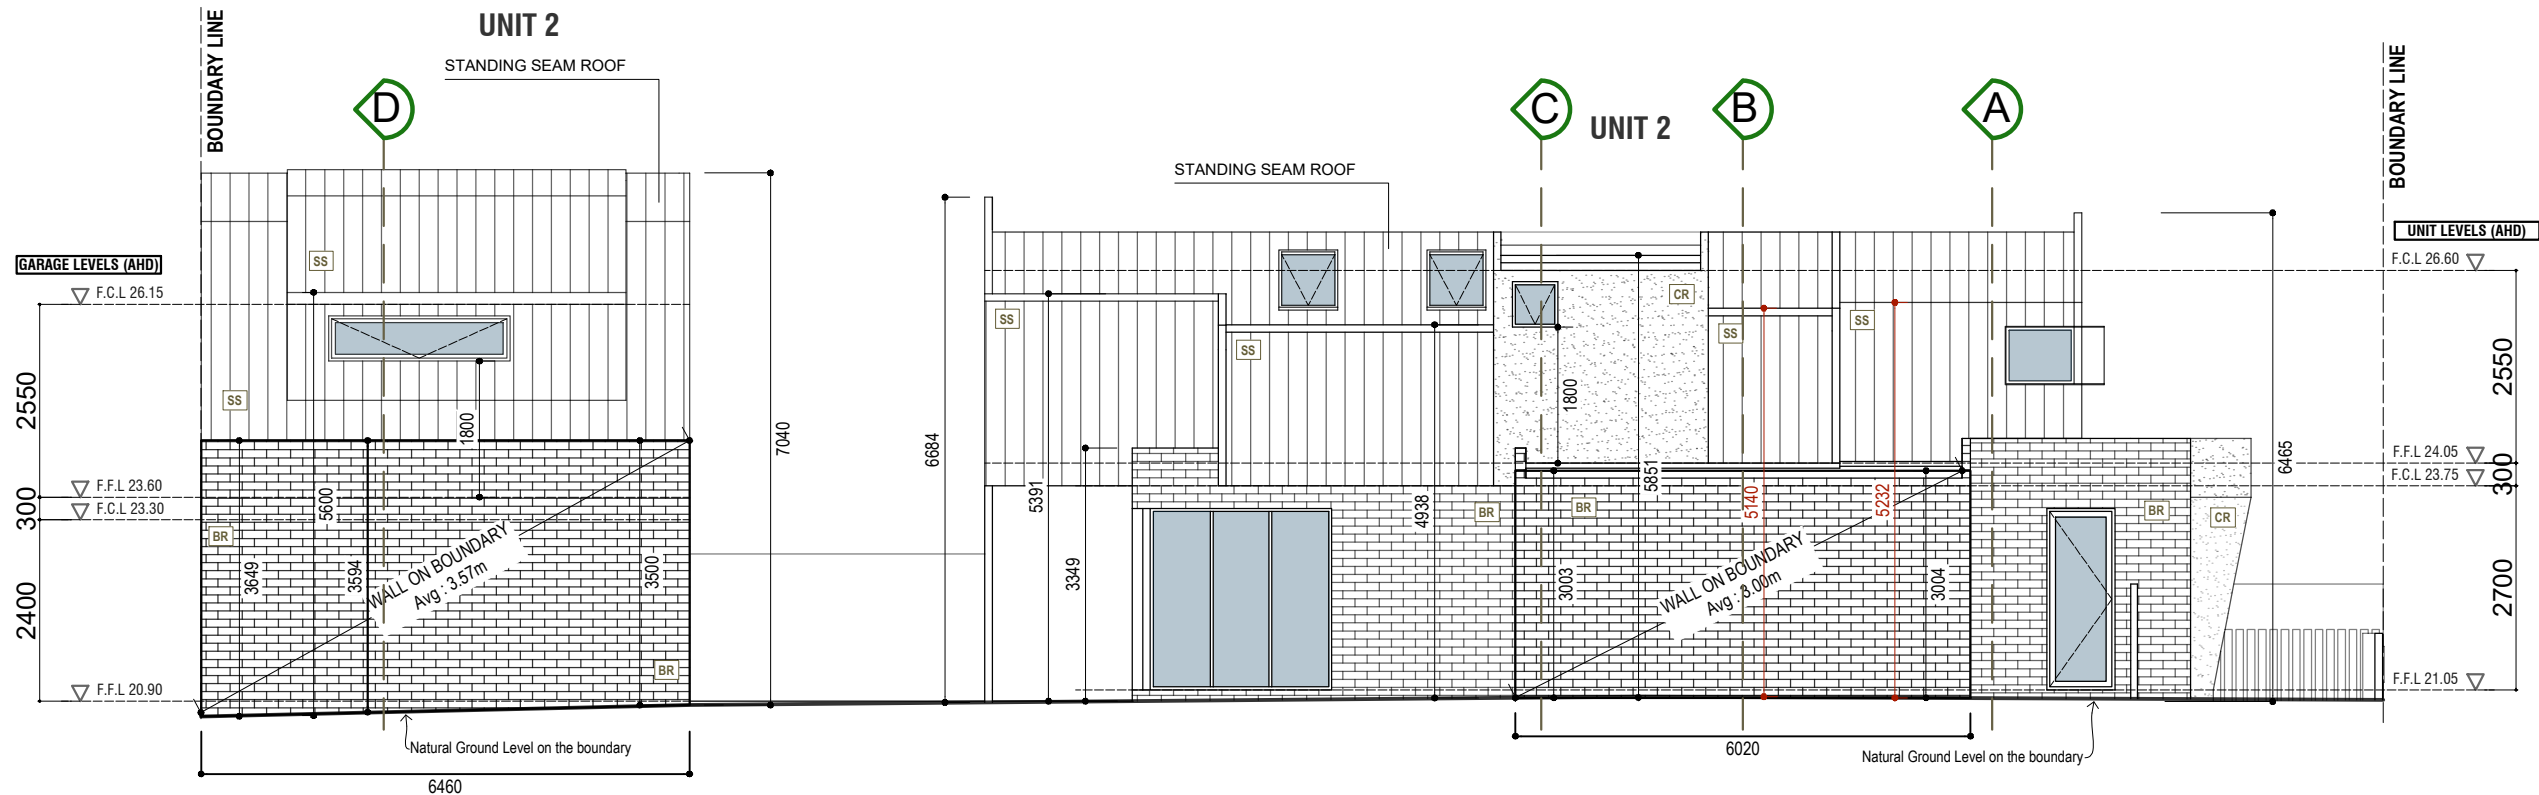 UNIT 2
BOUNDARY LINE
STANDING SEAM ROOF
D
C
B
A
UNIT 2
BOUNDARY LINE
STANDING SEAM ROOF
GARAGE LEVELS (AHD)
F.C.L 26.15
F.F.L 23.60
F.C.L 23.30
F.F.L 20.90
2550
300
2400
SS
SS
BR
BR
1800
5600
3649
3594
3500
WALL ON BOUNDARY
Avg : 3.57m
7040
Natural Ground Level on the boundary
6460
6684
5391
3349
4938
SS
SS
BR
BR
CR
SS
SS
1800
5851
5140
5232
3003
3004
WALL ON BOUNDARY
Avg : 3.00m
6020
BR
CR
6465
Natural Ground Level on the boundary
UNIT LEVELS (AHD)
F.C.L 26.60
F.F.L 24.05
F.C.L 23.75
F.F.L 21.05
2550
300
2700